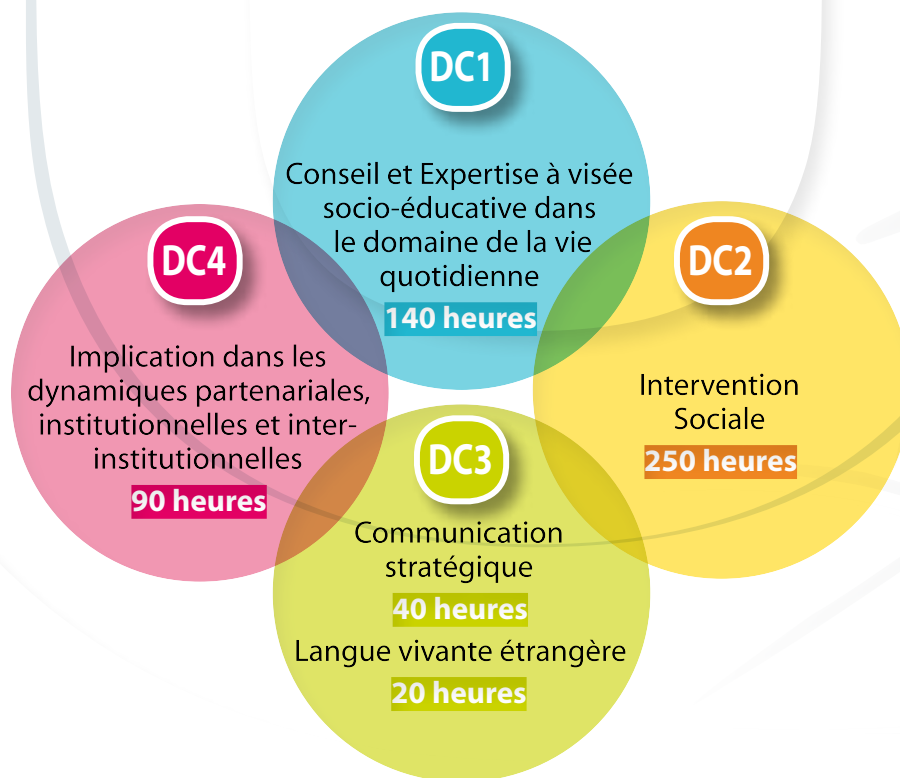 DC1
Conseil et Expertise à visée
socio-éducative dans
le domaine de la vie
quotidienne
140 heures
DC4
Implication dans les
dynamiques partenariales,
institutionnelles et inter-
institutionnelles
90 heures
DC2
Intervention
Sociale
250 heures
DC3
Communication
stratégique
40 heures
Langue vivante étrangère
20 heures